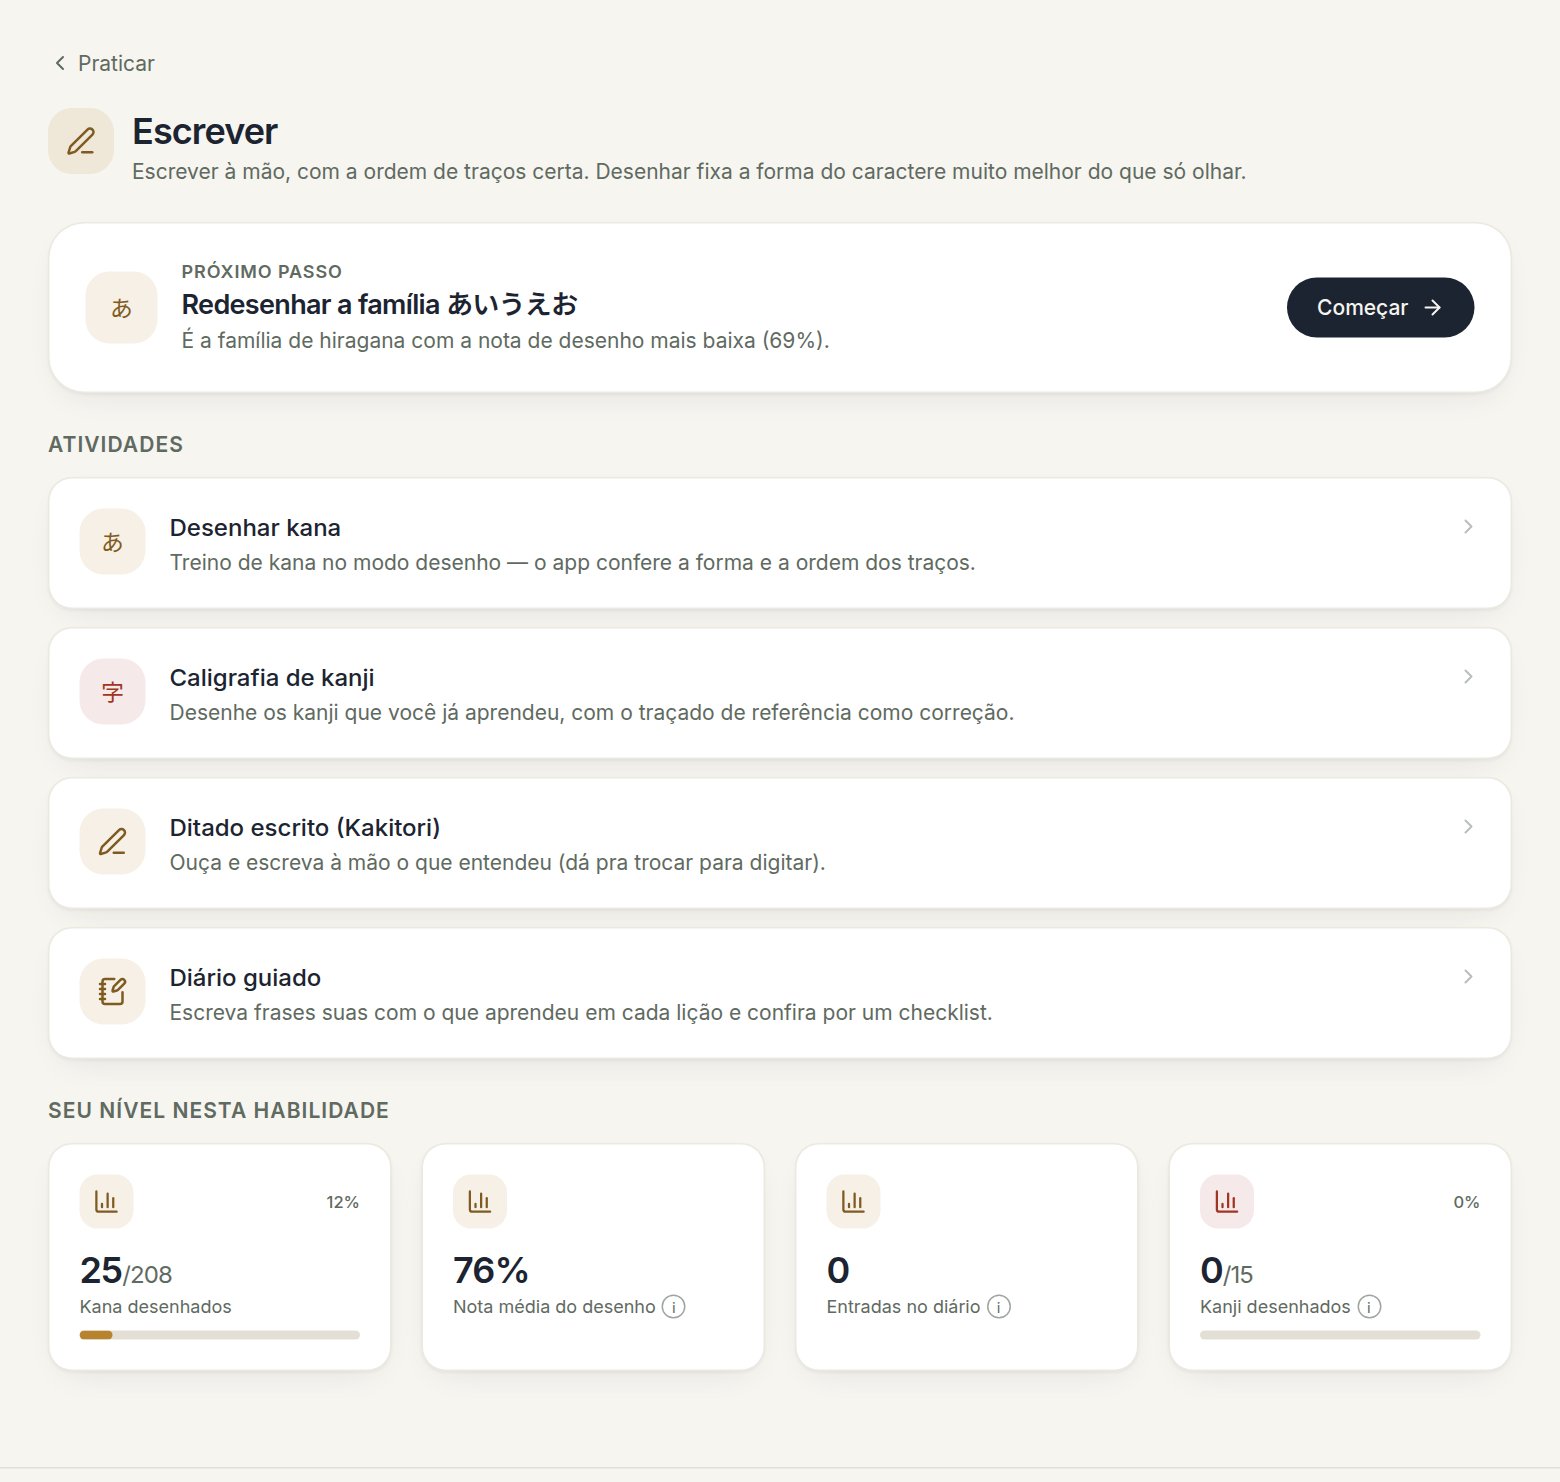 Praticar
Escrever
Escrever à mão, com a ordem de traços certa. Desenhar fixa a forma do caractere muito melhor do que só olhar.
あ
PRÓXIMO PASSO
Redesenhar a família あいうえお
É a família de hiragana com a nota de desenho mais baixa (69%).
Começar
ATIVIDADES
あ
Desenhar kana
Treino de kana no modo desenho — o app confere a forma e a ordem dos traços.
字
Caligrafia de kanji
Desenhe os kanji que você já aprendeu, com o traçado de referência como correção.
Ditado escrito (Kakitori)
Ouça e escreva à mão o que entendeu (dá pra trocar para digitar).
Diário guiado
Escreva frases suas com o que aprendeu em cada lição e confira por um checklist.
SEU NÍVEL NESTA HABILIDADE
12%
25/208
Kana desenhados
76%
Nota média do desenho i
0
Entradas no diário i
0%
0/15
Kanji desenhados i